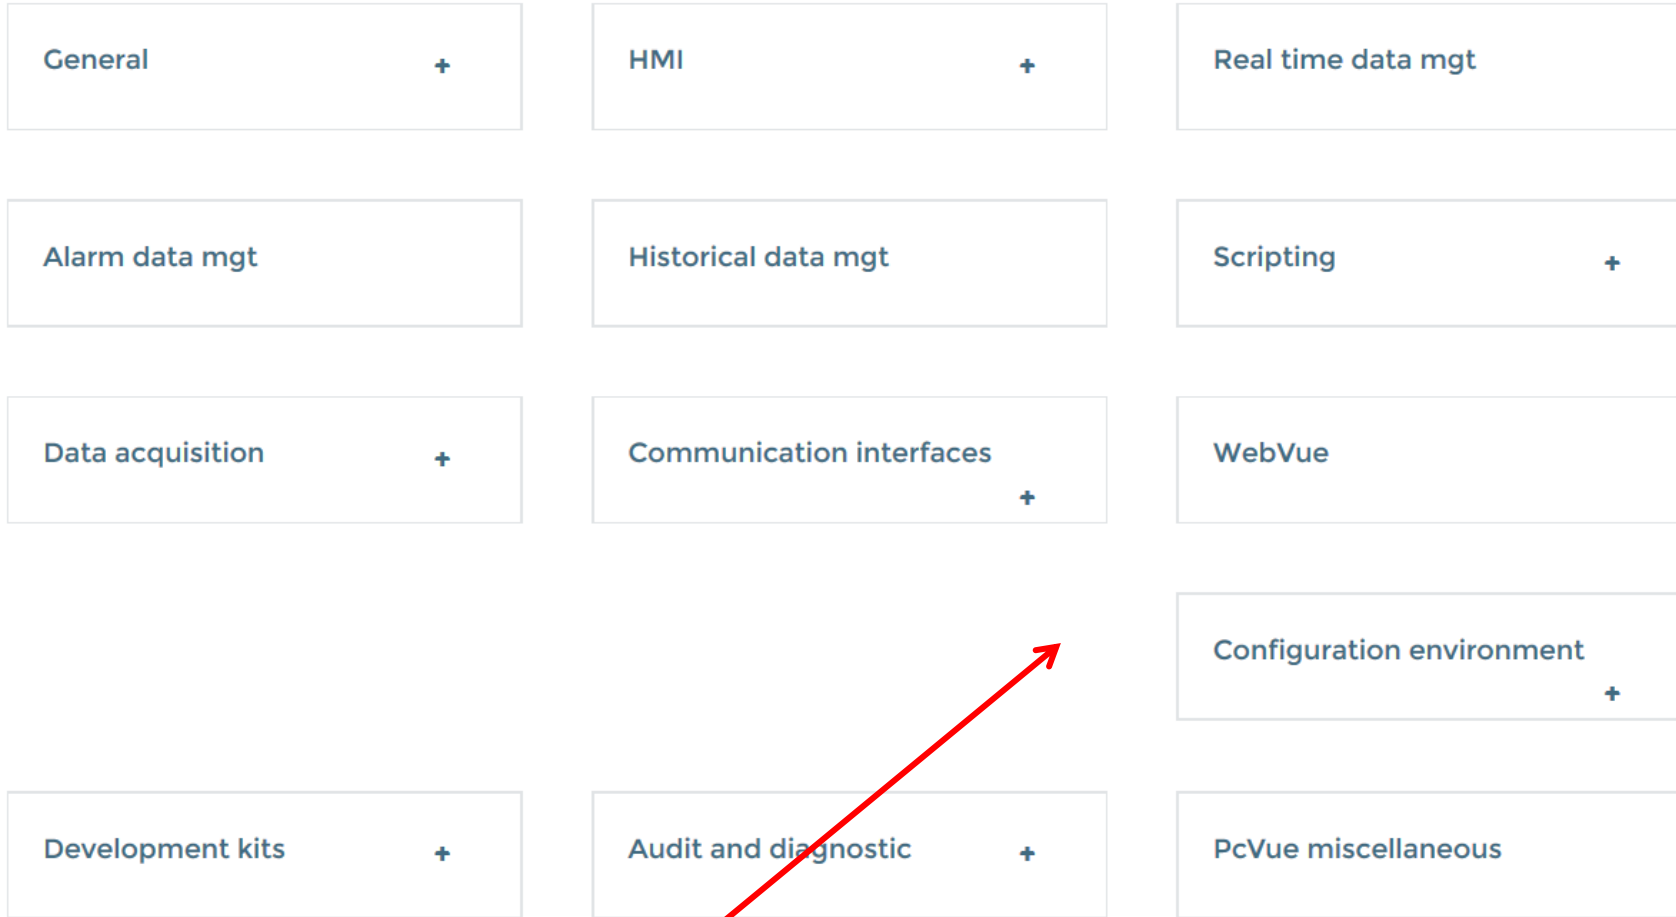 General +
HMI +
Real time data mgt
Alarm data mgt
Historical data mgt
Scripting +
Data acquisition +
Communication interfaces
+
WebVue
Configuration environment
+
Development kits +
Audit and diagnostic +
PcVue miscellaneous